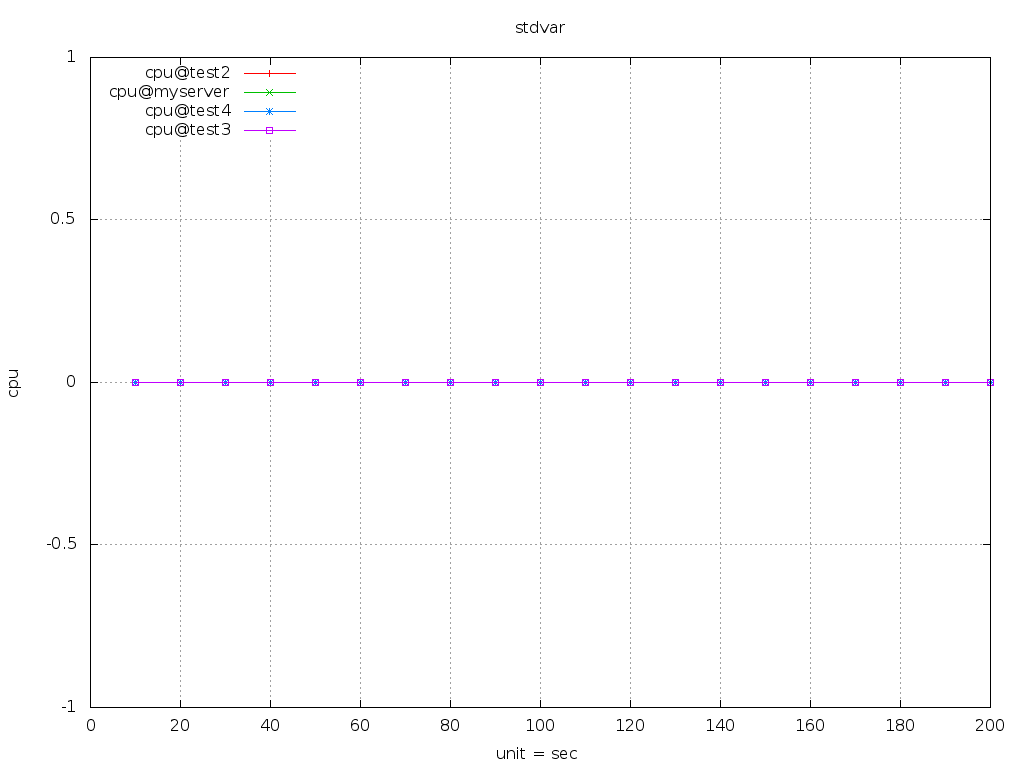 stdvar
1
cpu@test2
cpu@myserver
cpu@test4
cpu@test3
0.5
0
cpu
-0.5
-1
0 20 40 60 80 100 120 140 160 180 200
unit = sec